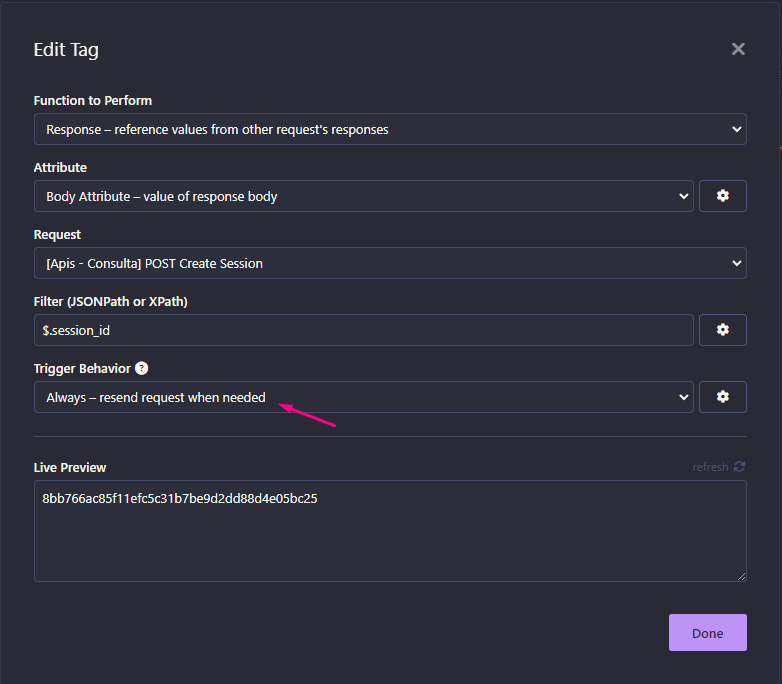 Edit Tag
Function to Perform
Response – reference values from other request's responses
Attribute
Body Attribute – value of response body
Request
[Apis - Consulta] POST Create Session
Filter (JSONPath or XPath)
$.session_id
Trigger Behavior ?
Always – resend request when needed
Live Preview
refresh
8bb766ac85f11efc5c31b7be9d2dd88d4e05bc25
Done